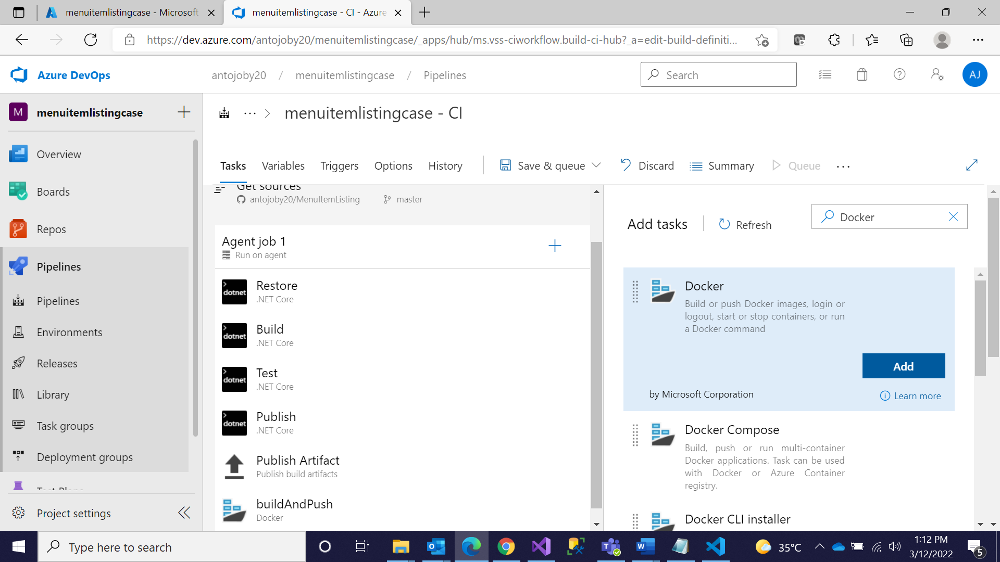 menuitemlistingcase - Microsoft
menuitemlistingcase - CI - Azure
https://dev.azure.com/antojoby20/menuitemlistingcase/_apps/hub/ms.vss-ciworkflow.build-ci-hub?_a=edit-build-definiti...
Azure DevOps
antojoby20 / menuitemlistingcase / Pipelines
Search
AJ
M menuitemlistingcase
Overview
Boards
Repos
Pipelines
Pipelines
Environments
Releases
Library
Task groups
Deployment groups
Test Plans
Project settings
menuitemlistingcase - CI
Tasks Variables Triggers Options History Save & queue Discard Summary Queue
Get sources
antojoby20/MenuItemListing master
Agent job 1
Run on agent
dotnet
Restore
.NET Core
dotnet
Build
.NET Core
dotnet
Test
.NET Core
dotnet
Publish
.NET Core
Publish Artifact
Publish build artifacts
buildAndPush
Docker
Add tasks Refresh
Docker
Docker
Build or push Docker images, login or
logout, start or stop containers, or run
a Docker command
Add
by Microsoft Corporation
Learn more
Docker Compose
Build, push or run multi-container
Docker applications. Task can be used
with Docker or Azure Container
registry.
Docker CLI installer
Type here to search
35°C
1:12 PM
3/12/2022
5